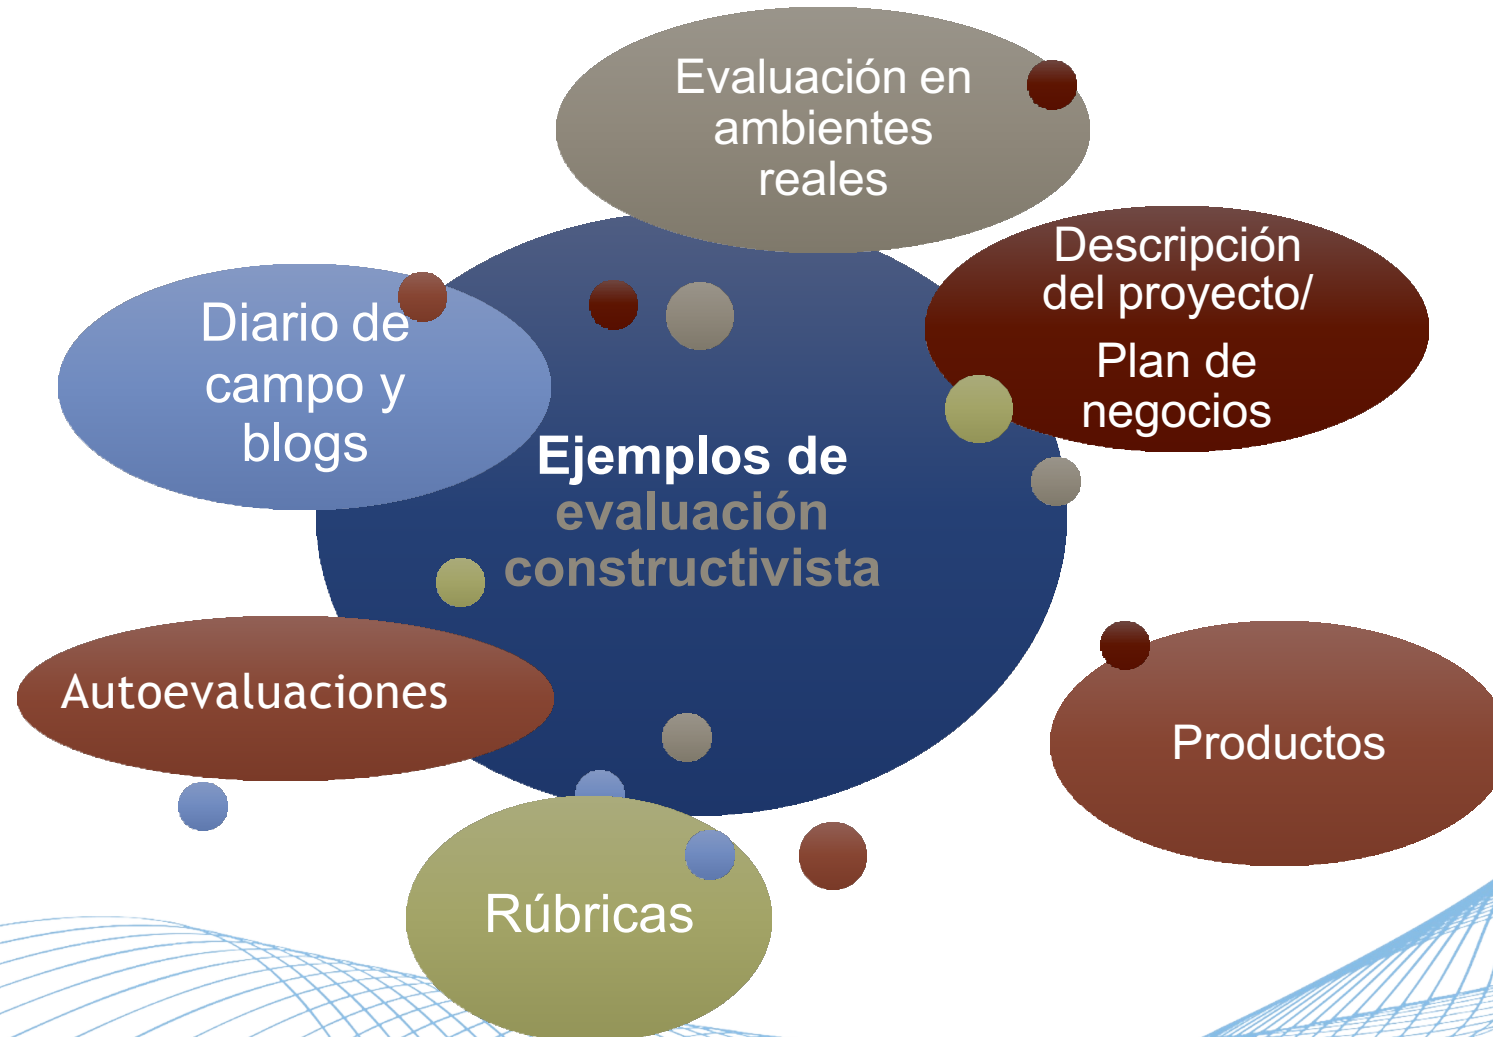 Evaluación en
ambientes
reales
Descripción
del proyecto/
Plan de
negocios
Diario de
campo y
blogs
Ejemplos de
evaluación
constructivista
Autoevaluaciones
Productos
Rúbricas